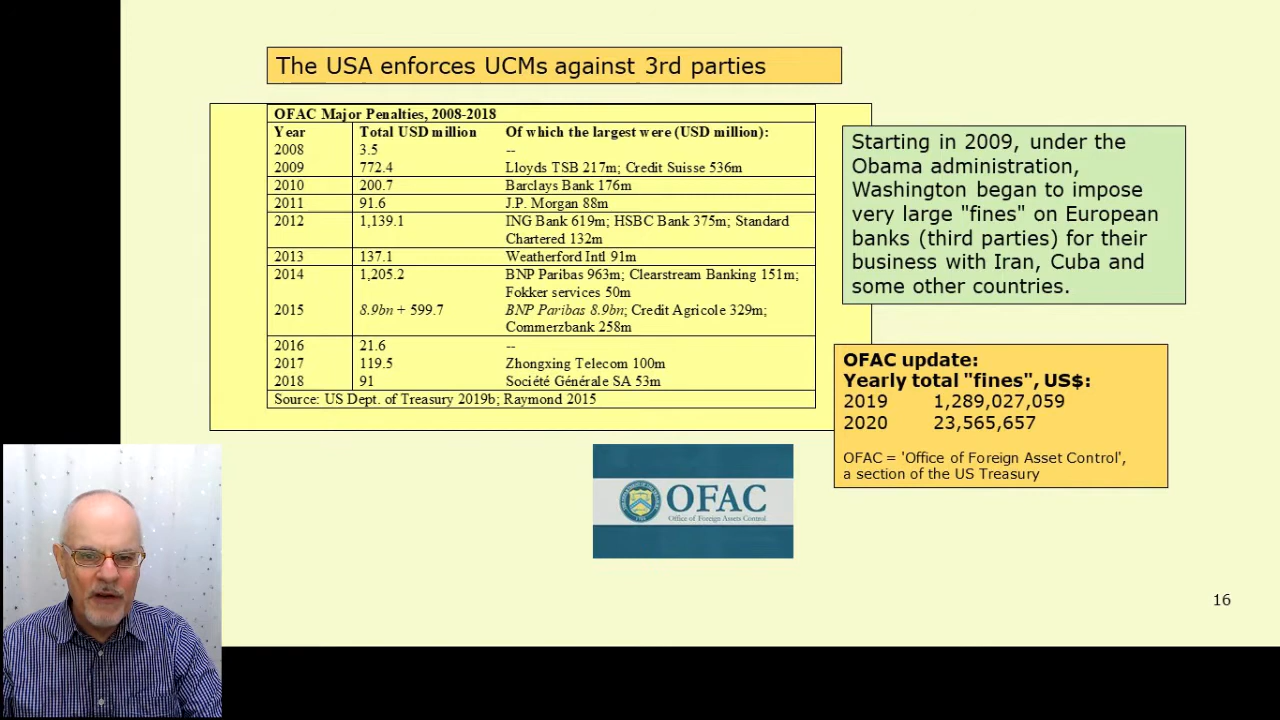 The USA enforces UCMs against 3rd parties
OFAC Major Penalties, 2008-2018
Year Total USD million Of which the largest were (USD million):
2008 3.5 --
2009 772.4 Lloyds TSB 217m; Credit Suisse 536m
2010 200.7 Barclays Bank 176m
2011 91.6 J.P. Morgan 88m
2012 1,139.1 ING Bank 619m; HSBC Bank 375m; Standard
Chartered 132m
2013 137.1 Weatherford Intl 91m
2014 1,205.2 BNP Paribas 963m; Clearstream Banking 151m;
Fokker services 50m
2015 8.9bn + 599.7 BNP Paribas 8.9bn; Credit Agricole 329m;
Commerzbank 258m
2016 21.6 --
2017 119.5 Zhongxing Telecom 100m
2018 91 Société Générale SA 53m
Source: US Dept. of Treasury 2019b; Raymond 2015
Starting in 2009, under the
Obama administration,
Washington began to impose
very large "fines" on European
banks (third parties) for their
business with Iran, Cuba and
some other countries.
OFAC update:
Yearly total "fines", US$:
2019 1,289,027,059
2020 23,565,657
OFAC = 'Office of Foreign Asset Control',
a section of the US Treasury
OFAC
Office of Foreign Assets Control
16